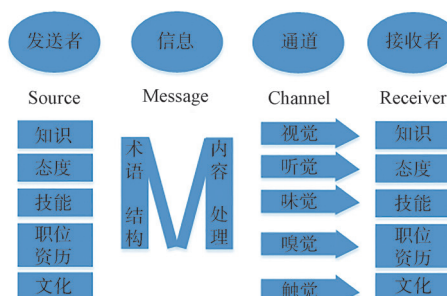 发送者 信息 通道 接收者
Source Message Channel Receiver
知识
态度
技能
职位
资历
文化
术语 结构
内容 处理
视觉
听觉
味觉
嗅觉
触觉
知识
态度
技能
职位
资历
文化